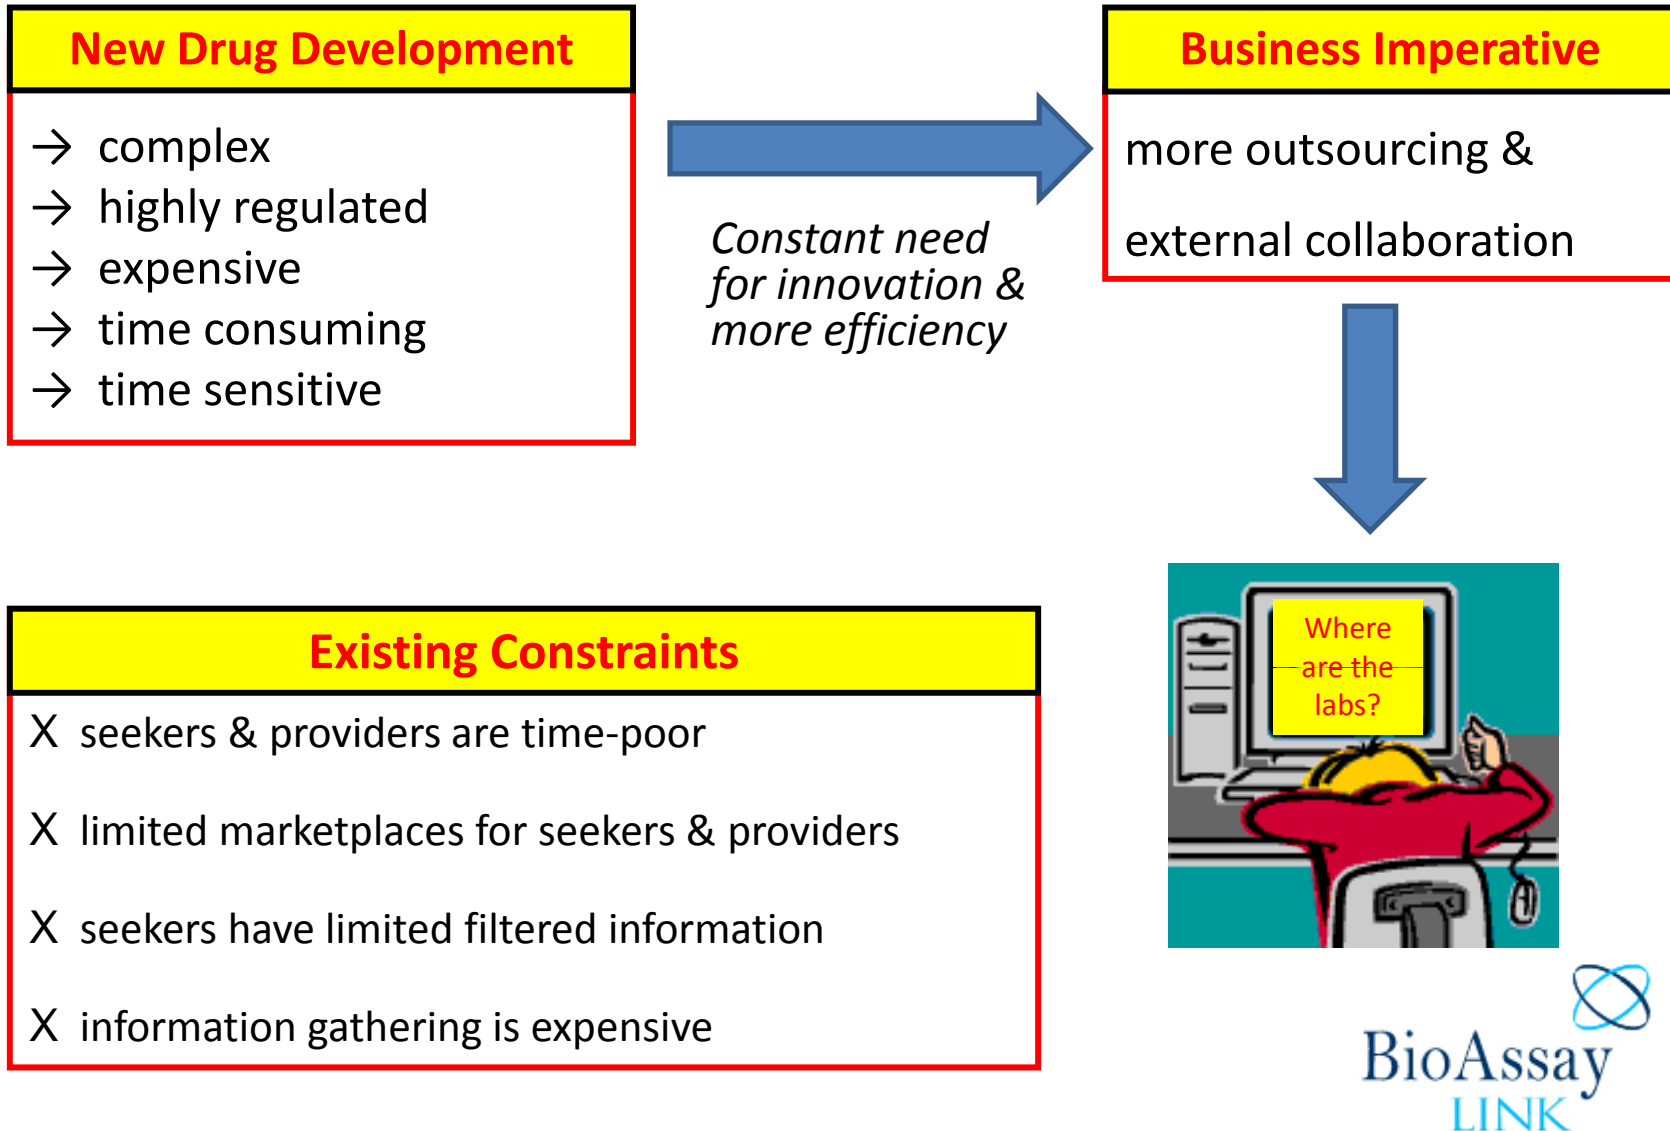 New Drug Development
→ complex
→ highly regulated
→ expensive
→ time consuming
→ time sensitive
Constant need
for innovation &
more efficiency
Business Imperative
more outsourcing &
external collaboration
Where
are the
labs?
Existing Constraints
X seekers & providers are time-poor
X limited marketplaces for seekers & providers
X seekers have limited filtered information
X information gathering is expensive
BioAssay
LINK